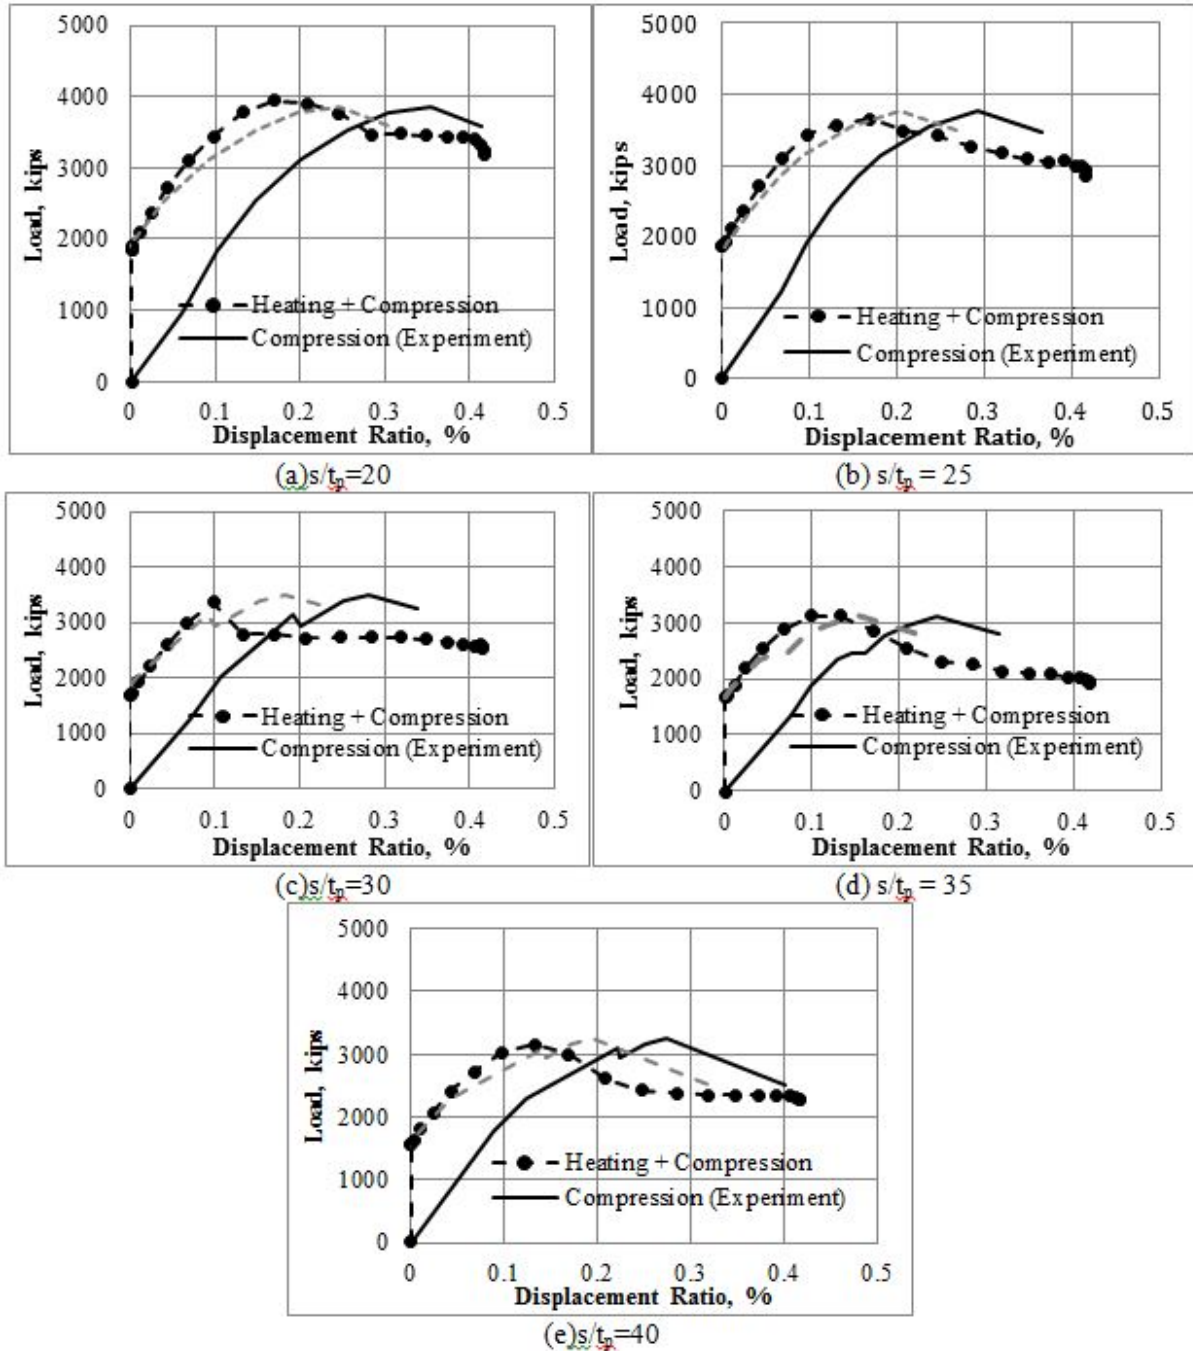 5000
4000
3000
2000
1000
0
Load, kips
Heating + Compression
Compression (Experiment)
0 0.1 0.2 0.3 0.4 0.5
Displacement Ratio, %
(a)s/tp=20
5000
4000
3000
2000
1000
0
Load, kips
Heating + Compression
Compression (Experiment)
0 0.1 0.2 0.3 0.4 0.5
Displacement Ratio, %
(b) s/tp = 25
5000
4000
3000
2000
1000
0
Load, kips
Heating + Compression
Compression (Experiment)
0 0.1 0.2 0.3 0.4 0.5
Displacement Ratio, %
(c)s/tp=30
5000
4000
3000
2000
1000
0
Load, kips
Heating + Compression
Compression (Experiment)
0 0.1 0.2 0.3 0.4 0.5
Displacement Ratio, %
(d) s/tp = 35
5000
4000
3000
2000
1000
0
Load, kips
Heating + Compression
Compression (Experiment)
0 0.1 0.2 0.3 0.4 0.5
Displacement Ratio, %
(e)s/tp=40